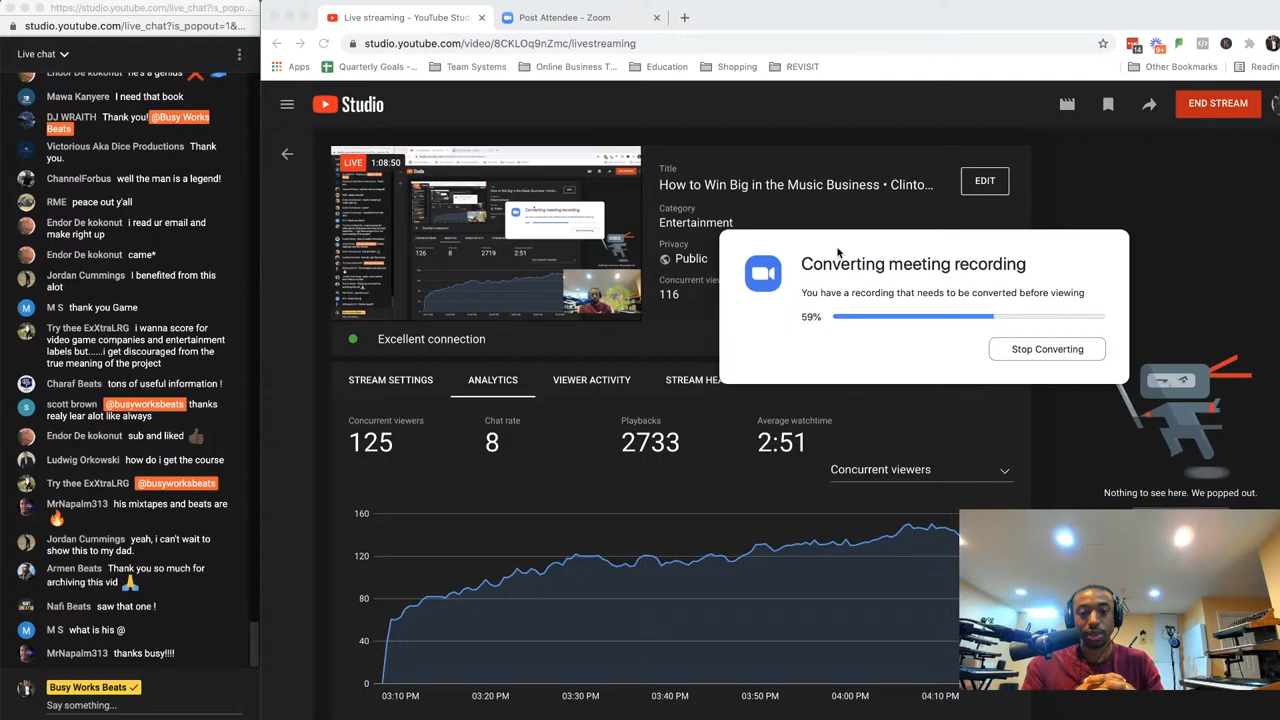 https://studio.youtube.com/live_chat?is_popo...
studio.youtube.com/live_chat?is_popout=1&...
Live chat
Endor De kokonut he's a genius
Mawa Kanyere I need that book
DJ WRAITH Thank you! @Busy Works
Beats
Victorious Aka Dice Productions Thank
you.
ChannelForbus well the man is a legend!
RME peace out y'all
Endor De kokonut i read ur email and
make right up
Endor De kokonut came*
Jordan Cummings I benefited from this
alot
M S thank you Game
Try thee ExXtraLRG i wanna score for
video game companies and entertainment
labels but......i get discouraged from the
true meaning of the project
Charaf Beats tons of useful information !
scott brown @busyworksbeats thanks
realy lear alot like always
Endor De kokonut sub and liked
Ludwig Orkowski how do i get the course
Try thee ExXtraLRG @busyworksbeats
MrNapalm313 his mixtapes and beats are
Jordan Cummings yeah, i can't wait to
show this to my dad.
Armen Beats Thank you so much for
archiving this vid
Nafi Beats saw that one !
M S what is his @
MrNapalm313 thanks busy!!!!
Busy Works Beats
Say something...
Live streaming - YouTube Stud
Post Attendee - Zoom
studio.youtube.com/video/8CKLOq9nZmc/livestreaming
14
9+
Apps
Quarterly Goals -...
Team Systems
Online Business T...
Education
Shopping
REVISIT
Other Bookmarks
Readin
Studio
END STREAM
LIVE 1:08:50
Title
How to Win Big in the Music Business • Clinto...
EDIT
Category
Entertainment
Privacy
Public
Concurrent vie
116
Converting meeting recording
You have a recording that needs to be converted before viewing
59%
Stop Converting
Excellent connection
STREAM SETTINGS
ANALYTICS
VIEWER ACTIVITY
STREAM HEA
Concurrent viewers
125
Chat rate
8
Playbacks
2733
Average watchtime
2:51
Concurrent viewers
Nothing to see here. We popped out.
160
120
80
40
0
03:10 PM
03:20 PM
03:30 PM
03:40 PM
03:50 PM
04:00 PM
04:10 PM